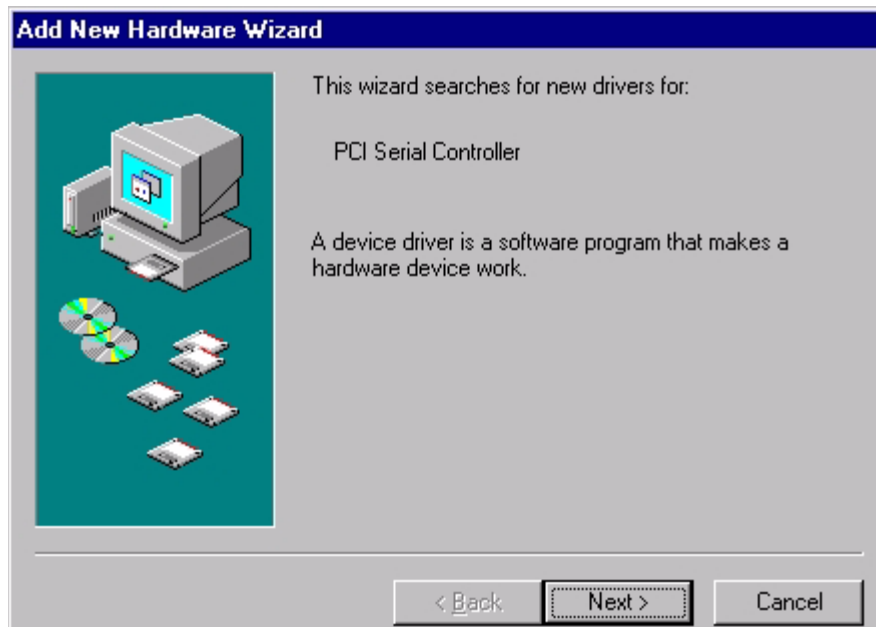 Add New Hardware Wizard
This wizard searches for new drivers for:
PCI Serial Controller
A device driver is a software program that makes a
hardware device work.
< Back
Next >
Cancel